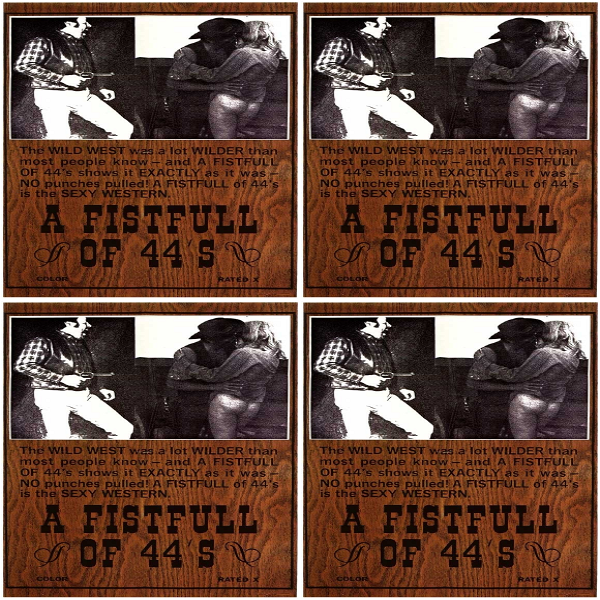 The WILD WEST was a lot WILDER than
most people know — and A FISTFULL
OF 44's shows it EXACTLY as it was —
NO punches pulled! A FISTFULL of 44's
is the SEXY WESTERN.
A FISTFULL
OF 44'S
COLOR RATED X
The WILD WEST was a lot WILDER than
most people know — and A FISTFULL
OF 44's shows it EXACTLY as it was —
NO punches pulled! A FISTFULL of 44's
is the SEXY WESTERN.
A FISTFULL
OF 44'S
COLOR RATED X
The WILD WEST was a lot WILDER than
most people know — and A FISTFULL
OF 44's shows it EXACTLY as it was —
NO punches pulled! A FISTFULL of 44's
is the SEXY WESTERN.
A FISTFULL
OF 44'S
COLOR RATED X
The WILD WEST was a lot WILDER than
most people know — and A FISTFULL
OF 44's shows it EXACTLY as it was —
NO punches pulled! A FISTFULL of 44's
is the SEXY WESTERN.
A FISTFULL
OF 44'S
COLOR RATED X